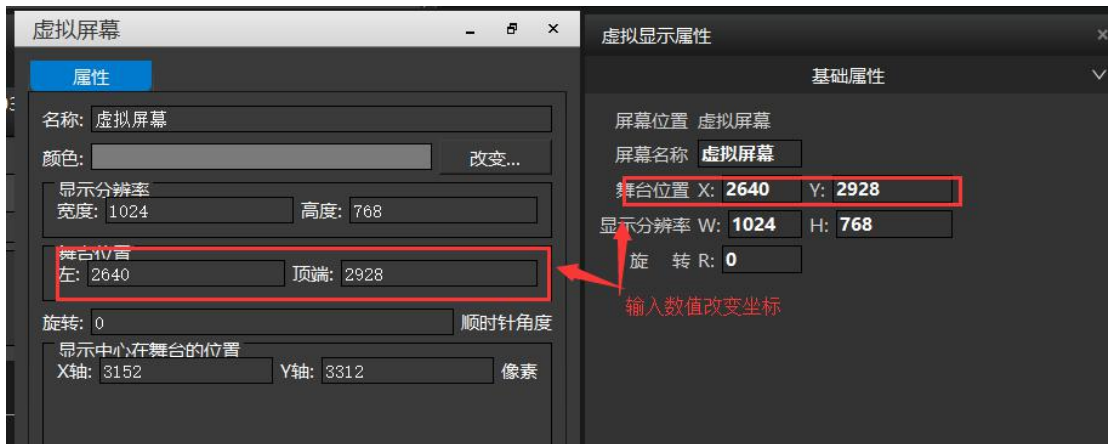 虚拟屏幕
属性
名称: 虚拟屏幕
颜色: 改变...
显示分辨率
宽度: 1024 高度: 768
舞台位置
左: 2640 顶端: 2928
旋转: 0 顺时针角度
显示中心在舞台的位置
X轴: 3152 Y轴: 3312 像素
虚拟显示属性
基础属性
屏幕位置 虚拟屏幕
屏幕名称 虚拟屏幕
舞台位置 X: 2640 Y: 2928
显示分辨率 W: 1024 H: 768
旋 转 R: 0
输入数值改变坐标